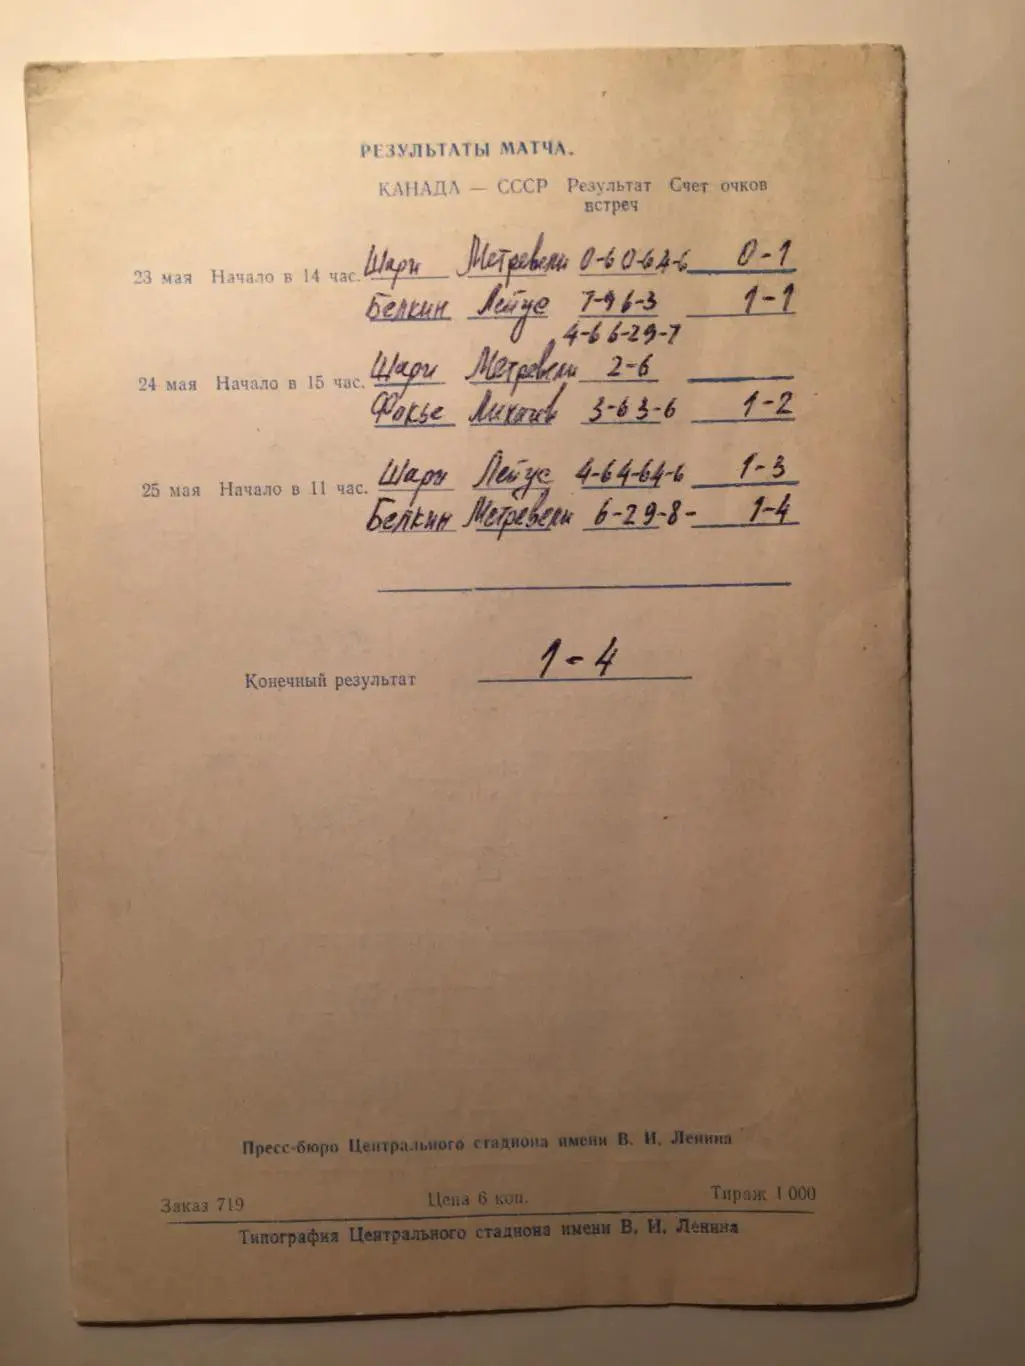 РЕЗУЛЬТАТЫ МАТЧА.
КАНАДА — СССР Результат встреч Счет очков
23 мая Начало в 14 час. Шари Метревели 0-6 0-6 4-6 0-1
Белкин Лейус 7-9 6-3 1-1
4-6 6-2 9-7
24 мая Начало в 15 час. Шари Метревели 2-6
Фокье 3-6 3-6 1-2
25 мая Начало в 11 час. Шари Лейус 4-6 4-6 4-6 1-3
Белкин Метревели 6-2 9-8- 1-4
Конечный результат 1-4
Пресс-бюро Центрального стадиона имени В. И. Ленина
Заказ 719 Цена 6 коп. Тираж 1 000
Типография Центрального стадиона имени В. И. Ленина